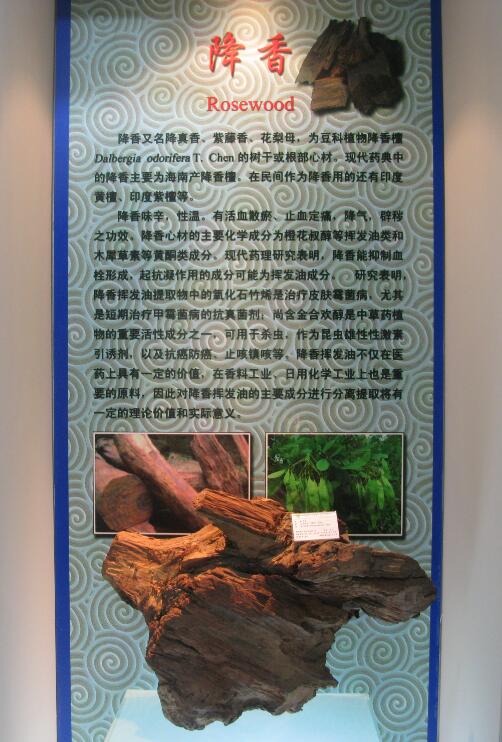 降香
Rosewood
降香又名降真香、紫藤香、花梨母，为豆科植物降香檀
Dalbergia odorifera T. Chen 的树干或根部心材。现代药典中
的降香主要为海南产降香檀。在民间作为降香用的还有印度
黄檀、印度紫檀等。
降香味辛，性温。有活血散瘀、止血定痛，降气，辟秽
之功效。降香心材的主要化学成分为橙花叔醇等挥发油类和
木犀草素等黄酮类成分。现代药理研究表明，降香能抑制血
栓形成，起抗凝作用的成分可能为挥发油成分。 研究表明，
降香挥发油提取物中的氧化石竹烯是治疗皮肤霉菌病，尤其
是短期治疗甲霉菌病的抗真菌剂；尚含金合欢醇是中草药植
物的重要活性成分之一，可用于杀虫，作为昆虫雄性性激素
引诱剂，以及抗癌防癌、止咳镇咳等。降香挥发油不仅在医
药上具有一定的价值，在香料工业、日用化学工业上也是重
要的原料，因此对降香挥发油的主要成分进行分离提取将有
一定的理论价值和实际意义。